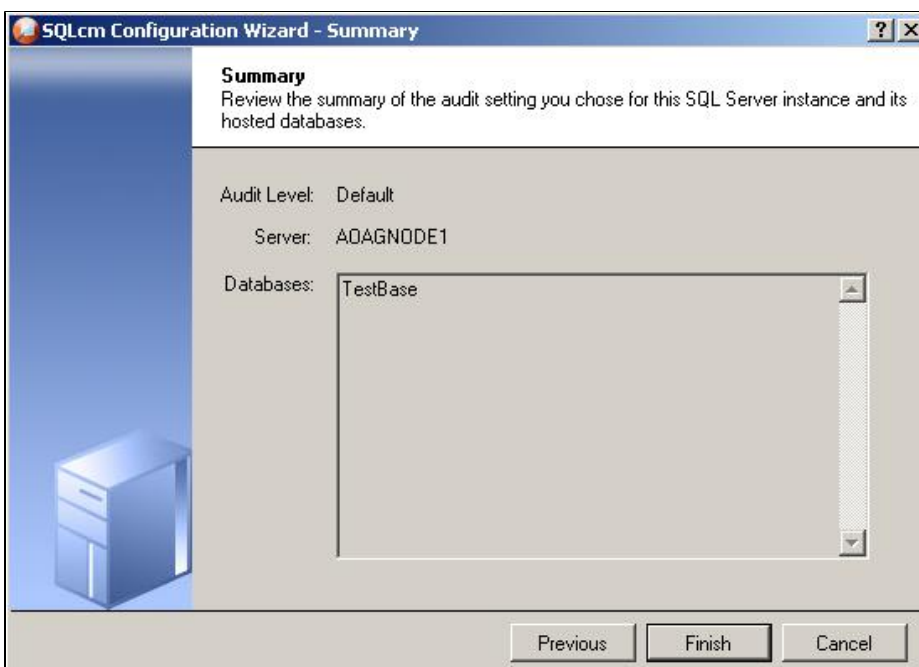 SQLcm Configuration Wizard - Summary
Summary
Review the summary of the audit setting you chose for this SQL Server instance and its
hosted databases.
Audit Level: Default
Server: AOAGNODE1
Databases: TestBase
Previous Finish Cancel